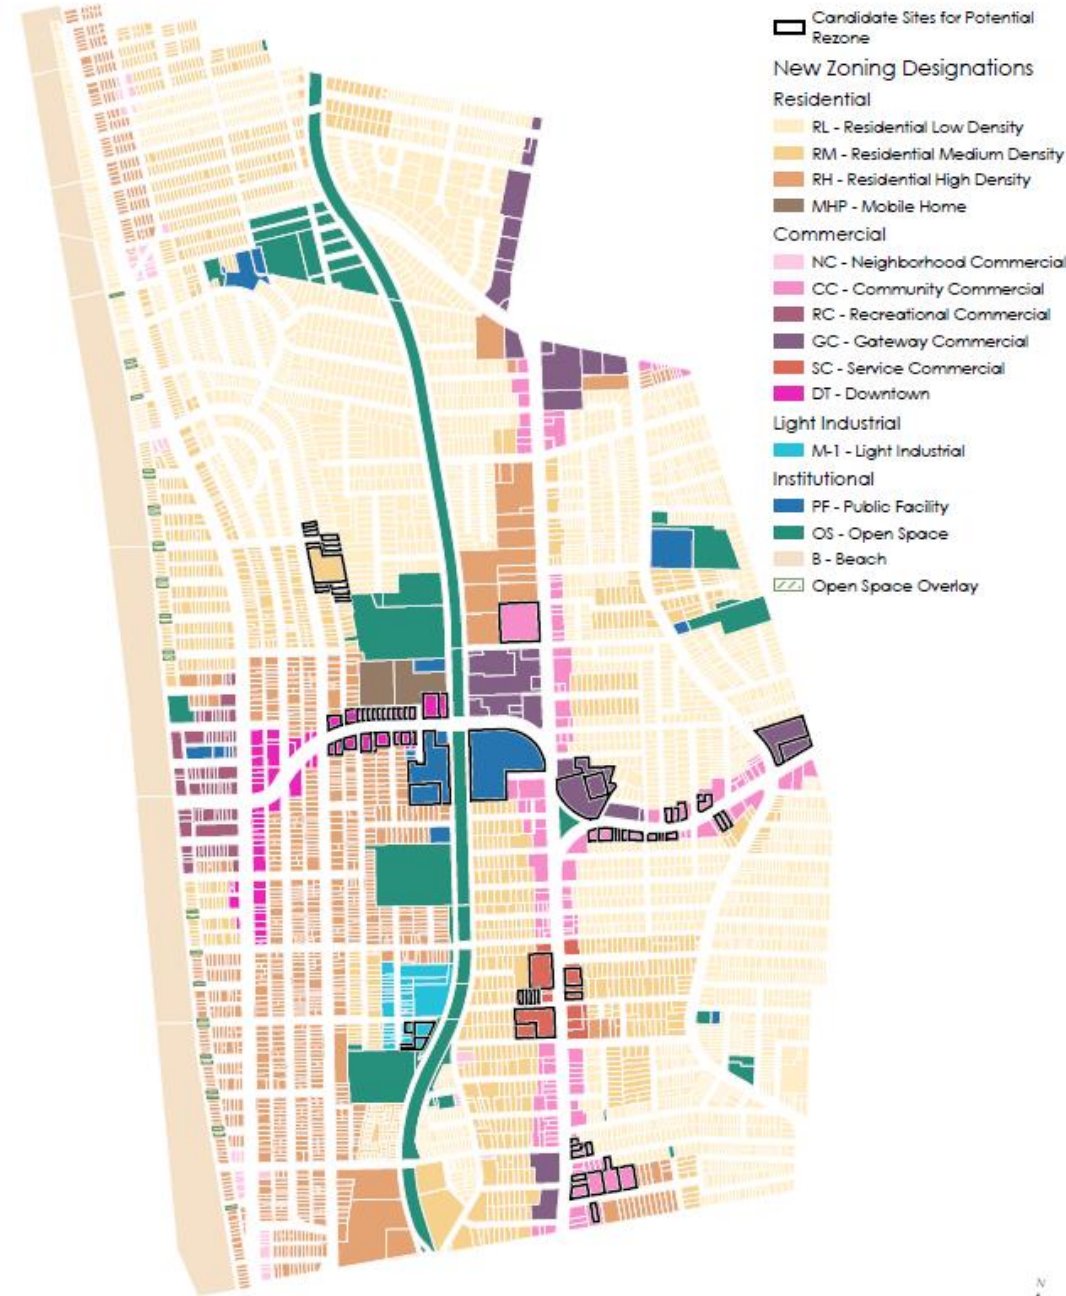 Candidate Sites for Potential
Rezone
New Zoning Designations
Residential
RL - Residential Low Density
RM - Residential Medium Density
RH - Residential High Density
MHP - Mobile Home
Commercial
NC - Neighborhood Commercial
CC - Community Commercial
RC - Recreational Commercial
GC - Gateway Commercial
SC - Service Commercial
DT - Downtown
Light Industrial
M-1 - Light Industrial
Institutional
PF - Public Facility
OS - Open Space
B - Beach
Open Space Overlay
N